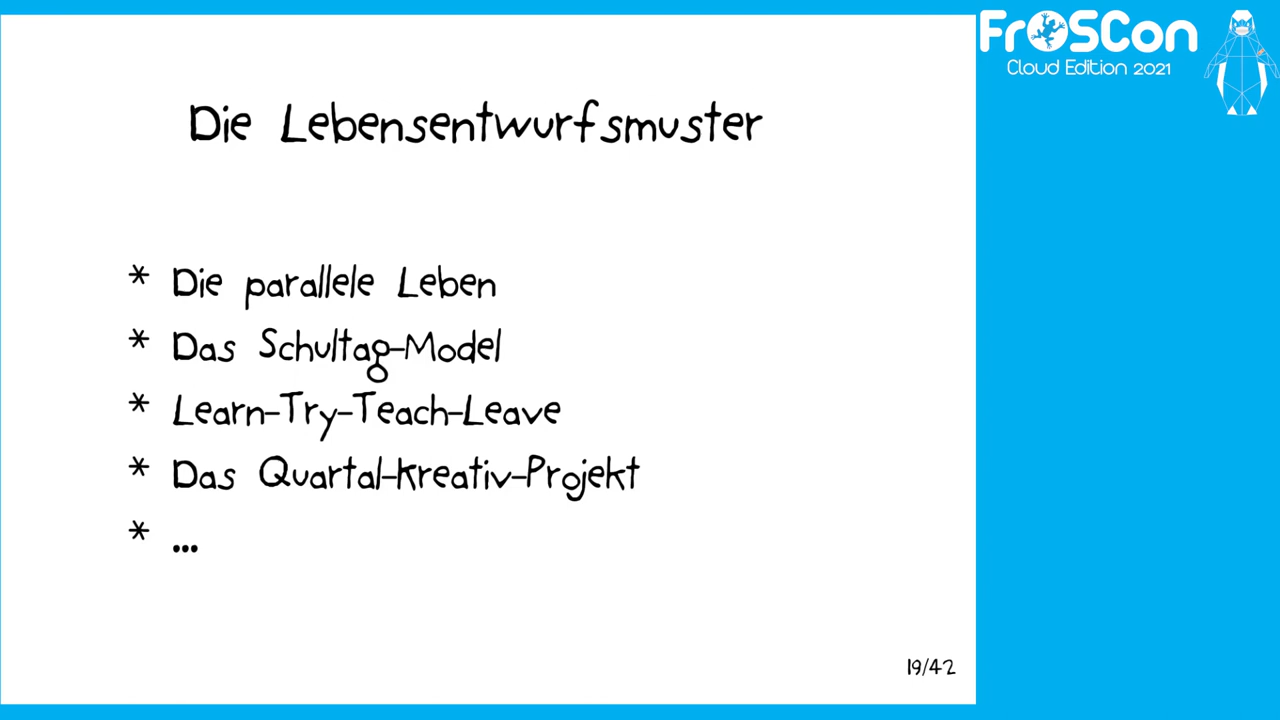 FrOSCon
Cloud Edition 2021
Die Lebensentwurfsmuster
* Die parallele Leben
* Das Schultag-Model
* Learn-Try-Teach-Leave
* Das Quartal-Kreativ-Projekt
* ...
19/42